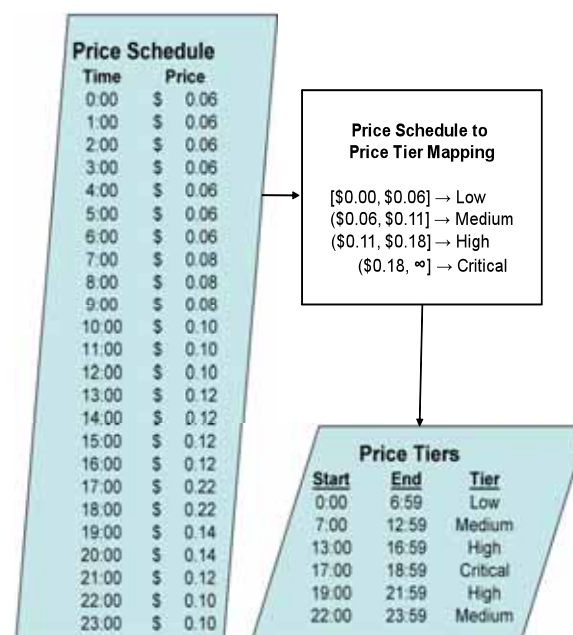 Price Schedule
Time Price
0:00 $ 0.06
1:00 $ 0.06
2:00 $ 0.06
3:00 $ 0.06
4:00 $ 0.06
5:00 $ 0.06
6:00 $ 0.06
7:00 $ 0.08
8:00 $ 0.08
9:00 $ 0.08
10:00 $ 0.10
11:00 $ 0.10
12:00 $ 0.10
13:00 $ 0.12
14:00 $ 0.12
15:00 $ 0.12
16:00 $ 0.12
17:00 $ 0.22
18:00 $ 0.22
19:00 $ 0.14
20:00 $ 0.14
21:00 $ 0.12
22:00 $ 0.10
23:00 $ 0.10
Price Schedule to
Price Tier Mapping
[$0.00, $0.06] → Low
($0.06, $0.11] → Medium
($0.11, $0.18] → High
($0.18, ∞] → Critical
Price Tiers
Start End Tier
0:00 6:59 Low
7:00 12:59 Medium
13:00 16:59 High
17:00 18:59 Critical
19:00 21:59 High
22:00 23:59 Medium